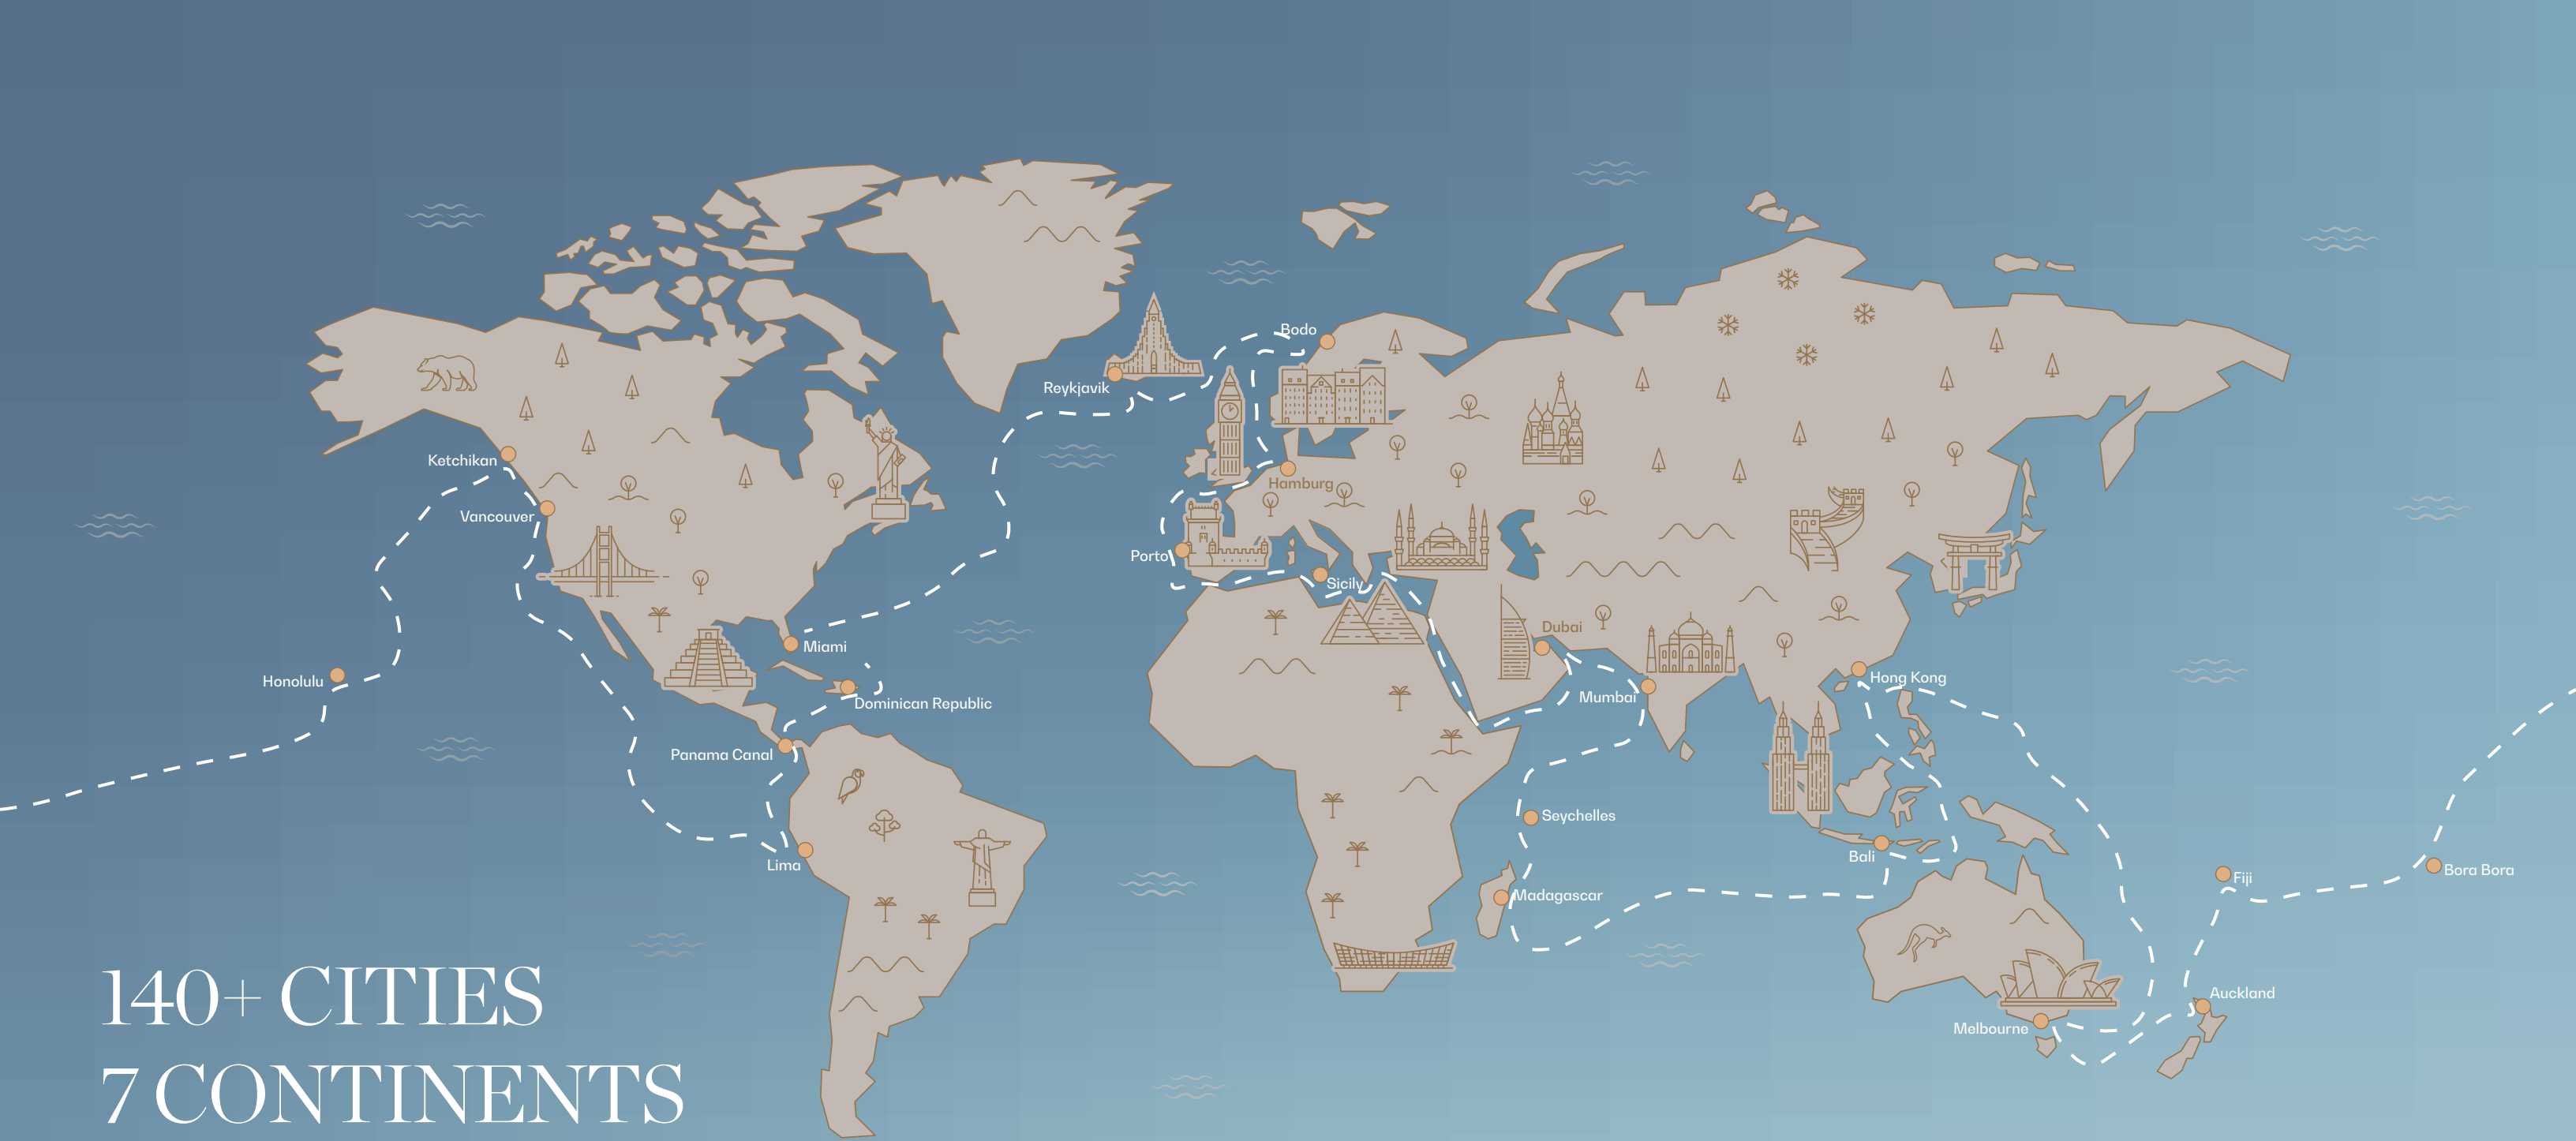 Bodo
Reykjavik
Ketchikan
Hamburg
Vancouver
Porto
Sicily
Dubai
Miami
Honolulu
Hong Kong
Mumbai
Dominican Republic
Panama Canal
Seychelles
Bali
Lima
Bora Bora
Fiji
Madagascar
Auckland
Melbourne
140+ CITIES
7 CONTINENTS